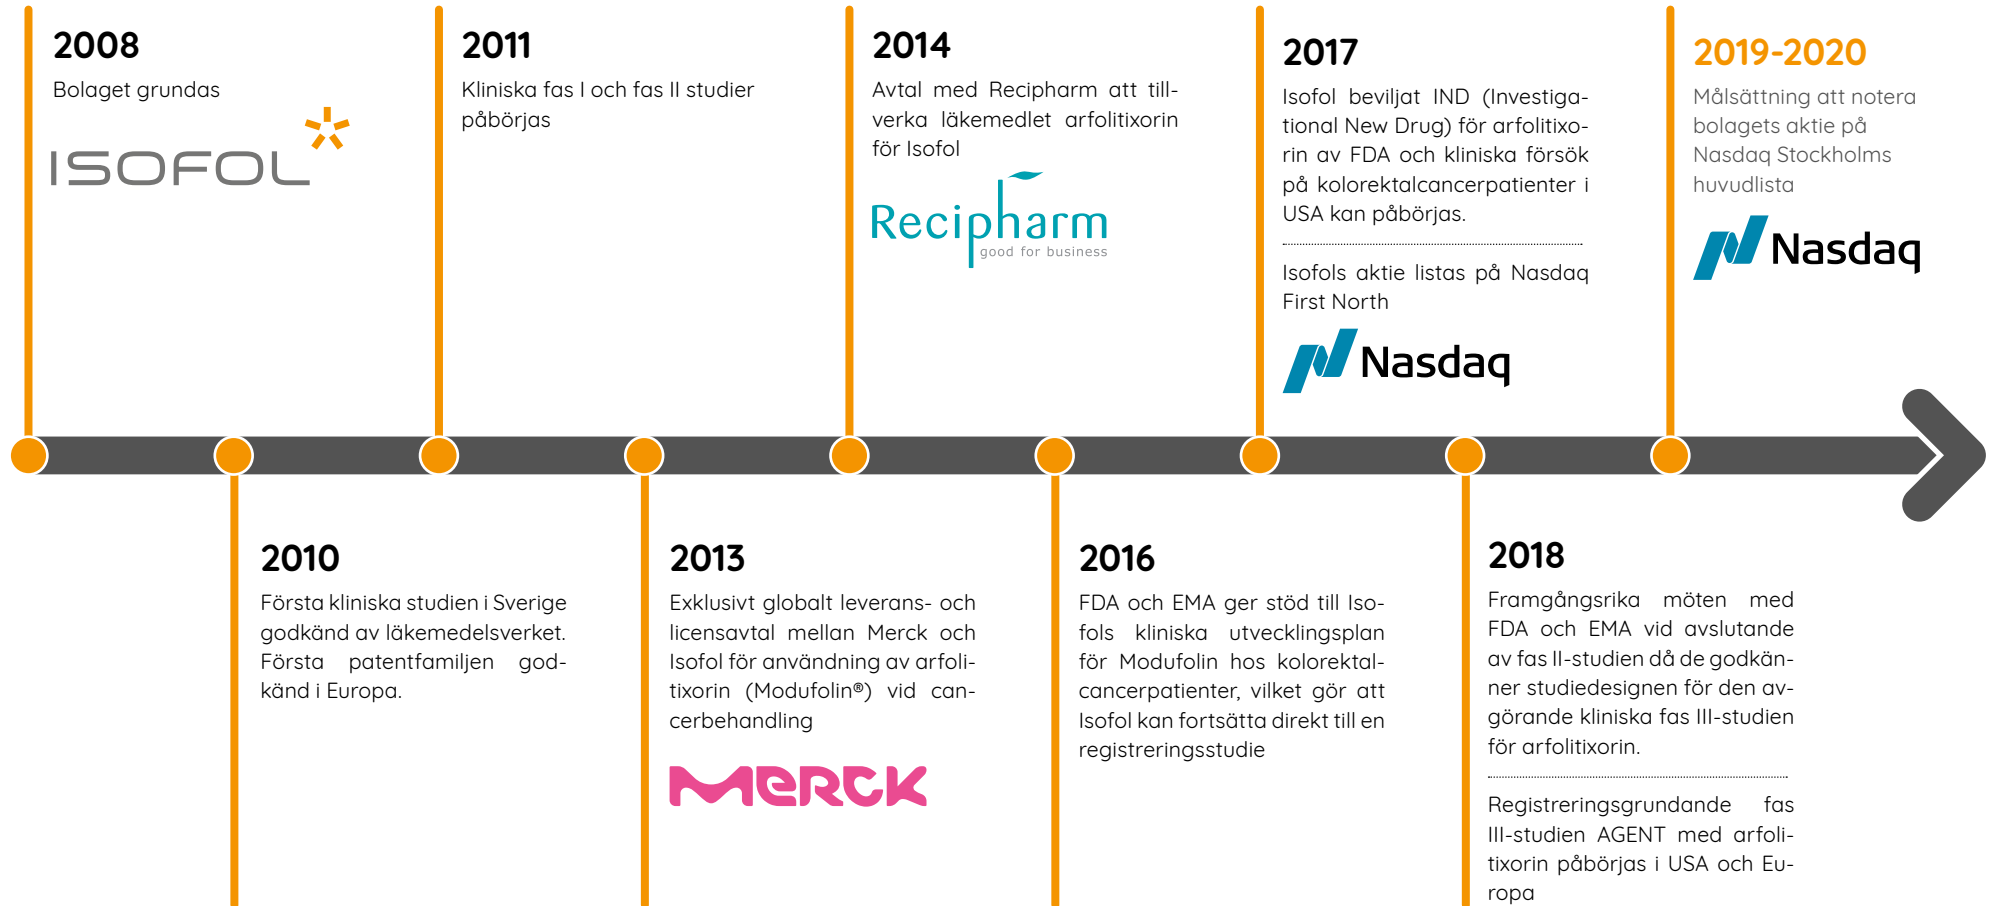 2008
Bolaget grundas
ISOFOL
2011
Kliniska fas I och fas II studier
påbörjas
2014
Avtal med Recipharm att till-
verka läkemedlet arfolitixorin
för Isofol
Recipharm
good for business
2017
Isofol beviljat IND (Investiga-
tional New Drug) för arfolitixo-
rin av FDA och kliniska försök
på kolorektalcancerpatienter i
USA kan påbörjas.
Isofols aktie listas på Nasdaq
First North
Nasdaq
2019-2020
Målsättning att notera
bolagets aktie på
Nasdaq Stockholms
huvudlista
Nasdaq
2010
Första kliniska studien i Sverige
godkänd av läkemedelsverket.
Första patentfamiljen god-
känd i Europa.
2013
Exklusivt globalt leverans- och
licensavtal mellan Merck och
Isofol för användning av arfoli-
tixorin (Modufolin®) vid can-
cerbehandling
MERCK
2016
FDA och EMA ger stöd till Iso-
fols kliniska utvecklingsplan
för Modufolin hos kolorektal-
cancerpatienter, vilket gör att
Isofol kan fortsätta direkt till en
registreringsstudie
2018
Framgångsrika möten med
FDA och EMA vid avslutande
av fas II-studien då de godkän-
ner studiedesignen för den av-
görande kliniska fas III-studien
för arfolitixorin.
Registreringsgrundande fas
III-studien AGENT med arfoli-
tixorin påbörjas i USA och Eu-
ropa